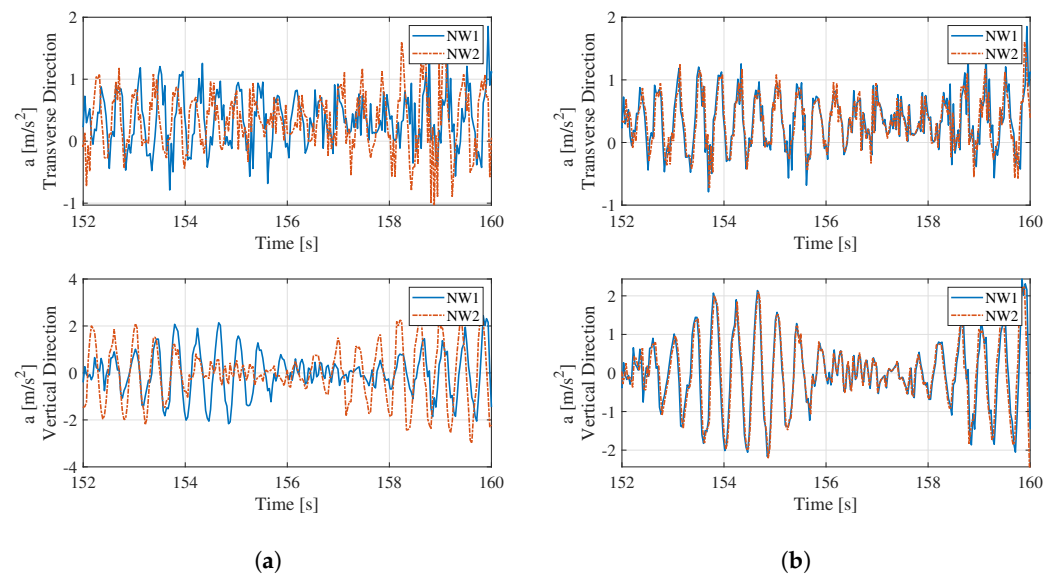 2
1
0
-1
152
154
156
158
160
Time [s]
a [m/s²]
Transverse Direction
NW1
NW2
2
1
0
-1
152
154
156
158
160
Time [s]
a [m/s²]
Transverse Direction
NW1
NW2
4
2
0
-2
-4
152
154
156
158
160
Time [s]
a [m/s²]
Vertical Direction
NW1
NW2
2
1
0
-1
-2
152
154
156
158
160
Time [s]
a [m/s²]
Vertical Direction
NW1
NW2
(a)
(b)